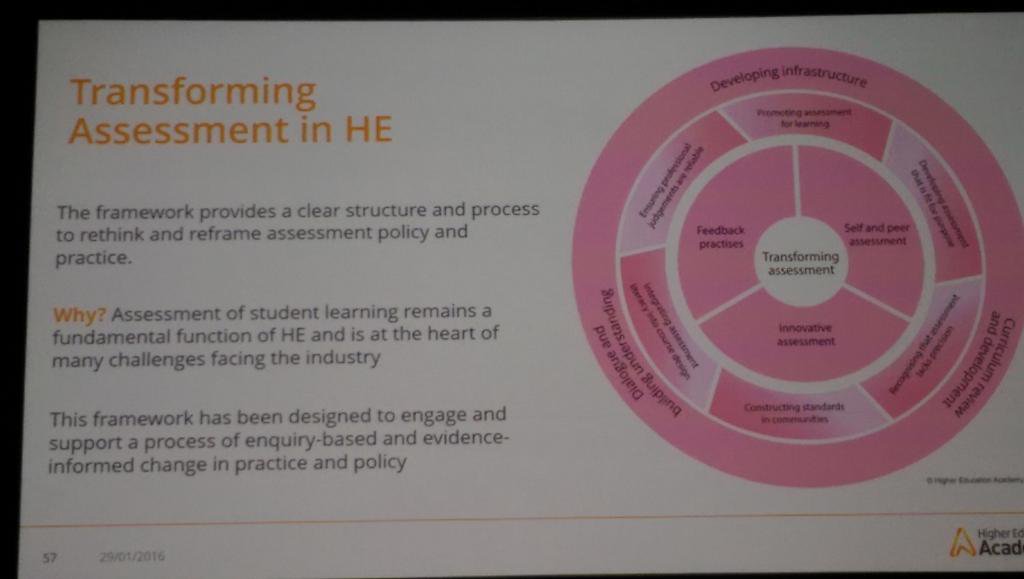 Transforming
Assessment in HE
The framework provides a clear structure and process
to rethink and reframe assessment policy and
practice.
Why? Assessment of student learning remains a
fundamental function of HE and is at the heart of
many challenges facing the industry
This framework has been designed to engage and
support a process of enquiry-based and evidence-
informed change in practice and policy
57
29/01/2016
Developing infrastructure
Promoting assessment
for learning
Ensuring professional
judgements are reliable
Developing assessment
that is fit for purpose
Feedback
practises
Self and peer
assessment
Transforming
assessment
Innovative
assessment
Integrating assessment
literacy into course design
Recognising that assessment
lacks precision
Constructing standards
in communities
Dialogue and
building understanding
Curriculum review
and development
© Higher Education Academy
Higher Ed
Acad